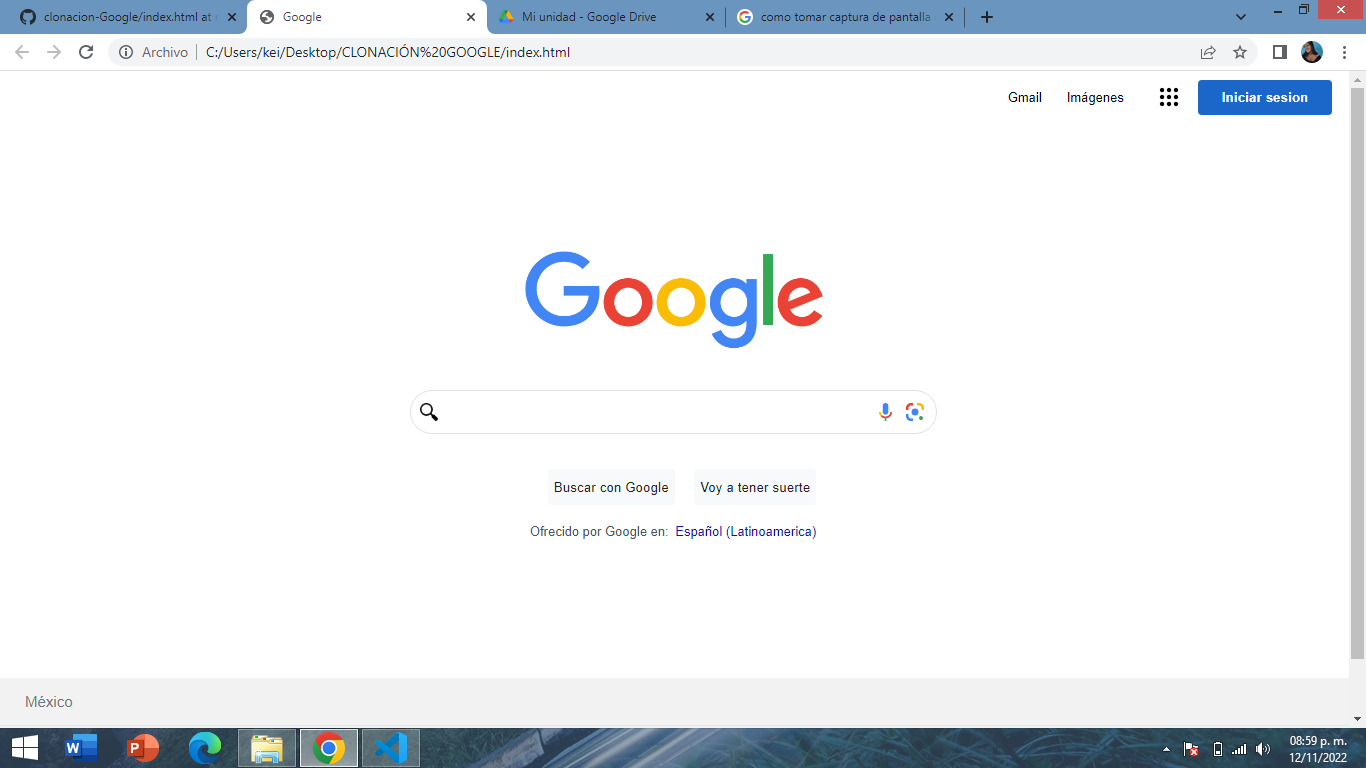 clonacion-Google/index.html at
Google
Mi unidad - Google Drive
como tomar captura de pantalla
Archivo
C:/Users/kei/Desktop/CLONACIÓN%20GOOGLE/index.html
Gmail
Imágenes
Iniciar sesion
Google
Buscar con Google
Voy a tener suerte
Ofrecido por Google en: Español (Latinoamerica)
México
08:59 p. m.
12/11/2022